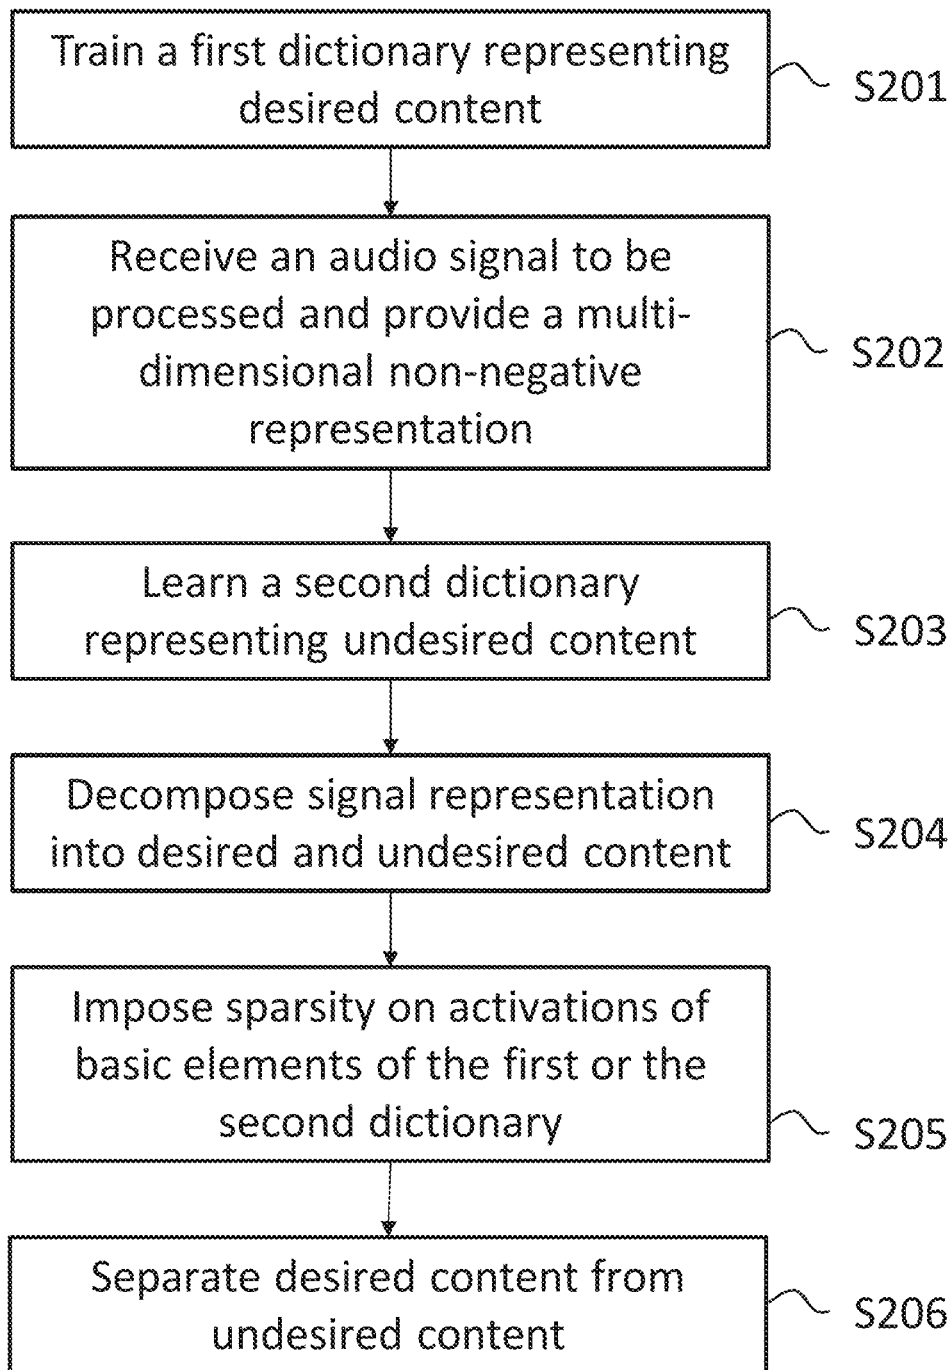 Train a first dictionary representing
desired content
S201
Receive an audio signal to be
processed and provide a multi-
dimensional non-negative
representation
S202
Learn a second dictionary
representing undesired content
S203
Decompose signal representation
into desired and undesired content
S204
Impose sparsity on activations of
basic elements of the first or the
second dictionary
S205
Separate desired content from
undesired content
S206